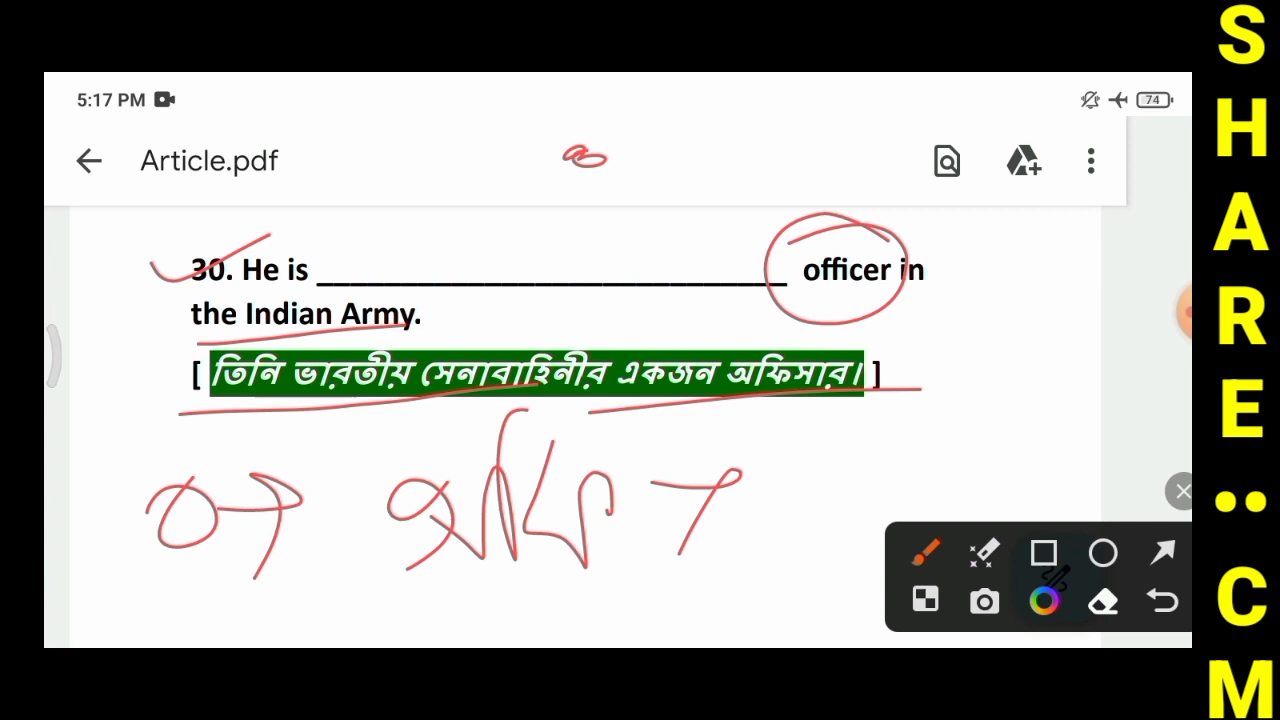 5:17 PM
74
Article.pdf
30. He is ____________________________ officer in
the Indian Army.
[ তিনি ভারতীয় সেনাবাহিনীর একজন অফিসার। ]
SHARE••CM